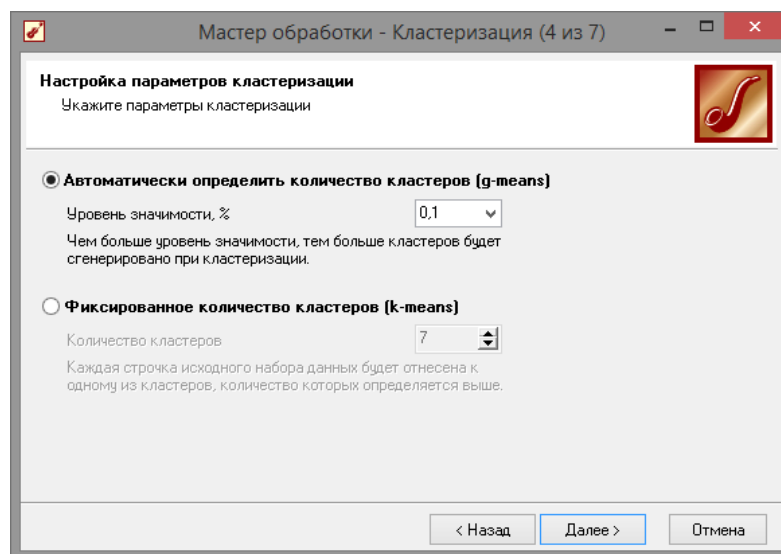 Мастер обработки - Кластеризация (4 из 7)
Настройка параметров кластеризации
Укажите параметры кластеризации
Автоматически определить количество кластеров (g-means)
Уровень значимости, % 0,1
Чем больше уровень значимости, тем больше кластеров будет
сгенерировано при кластеризации.
Фиксированное количество кластеров (k-means)
Количество кластеров 7
Каждая строчка исходного набора данных будет отнесена к
одному из кластеров, количество которых определяется выше.
< Назад Далее > Отмена